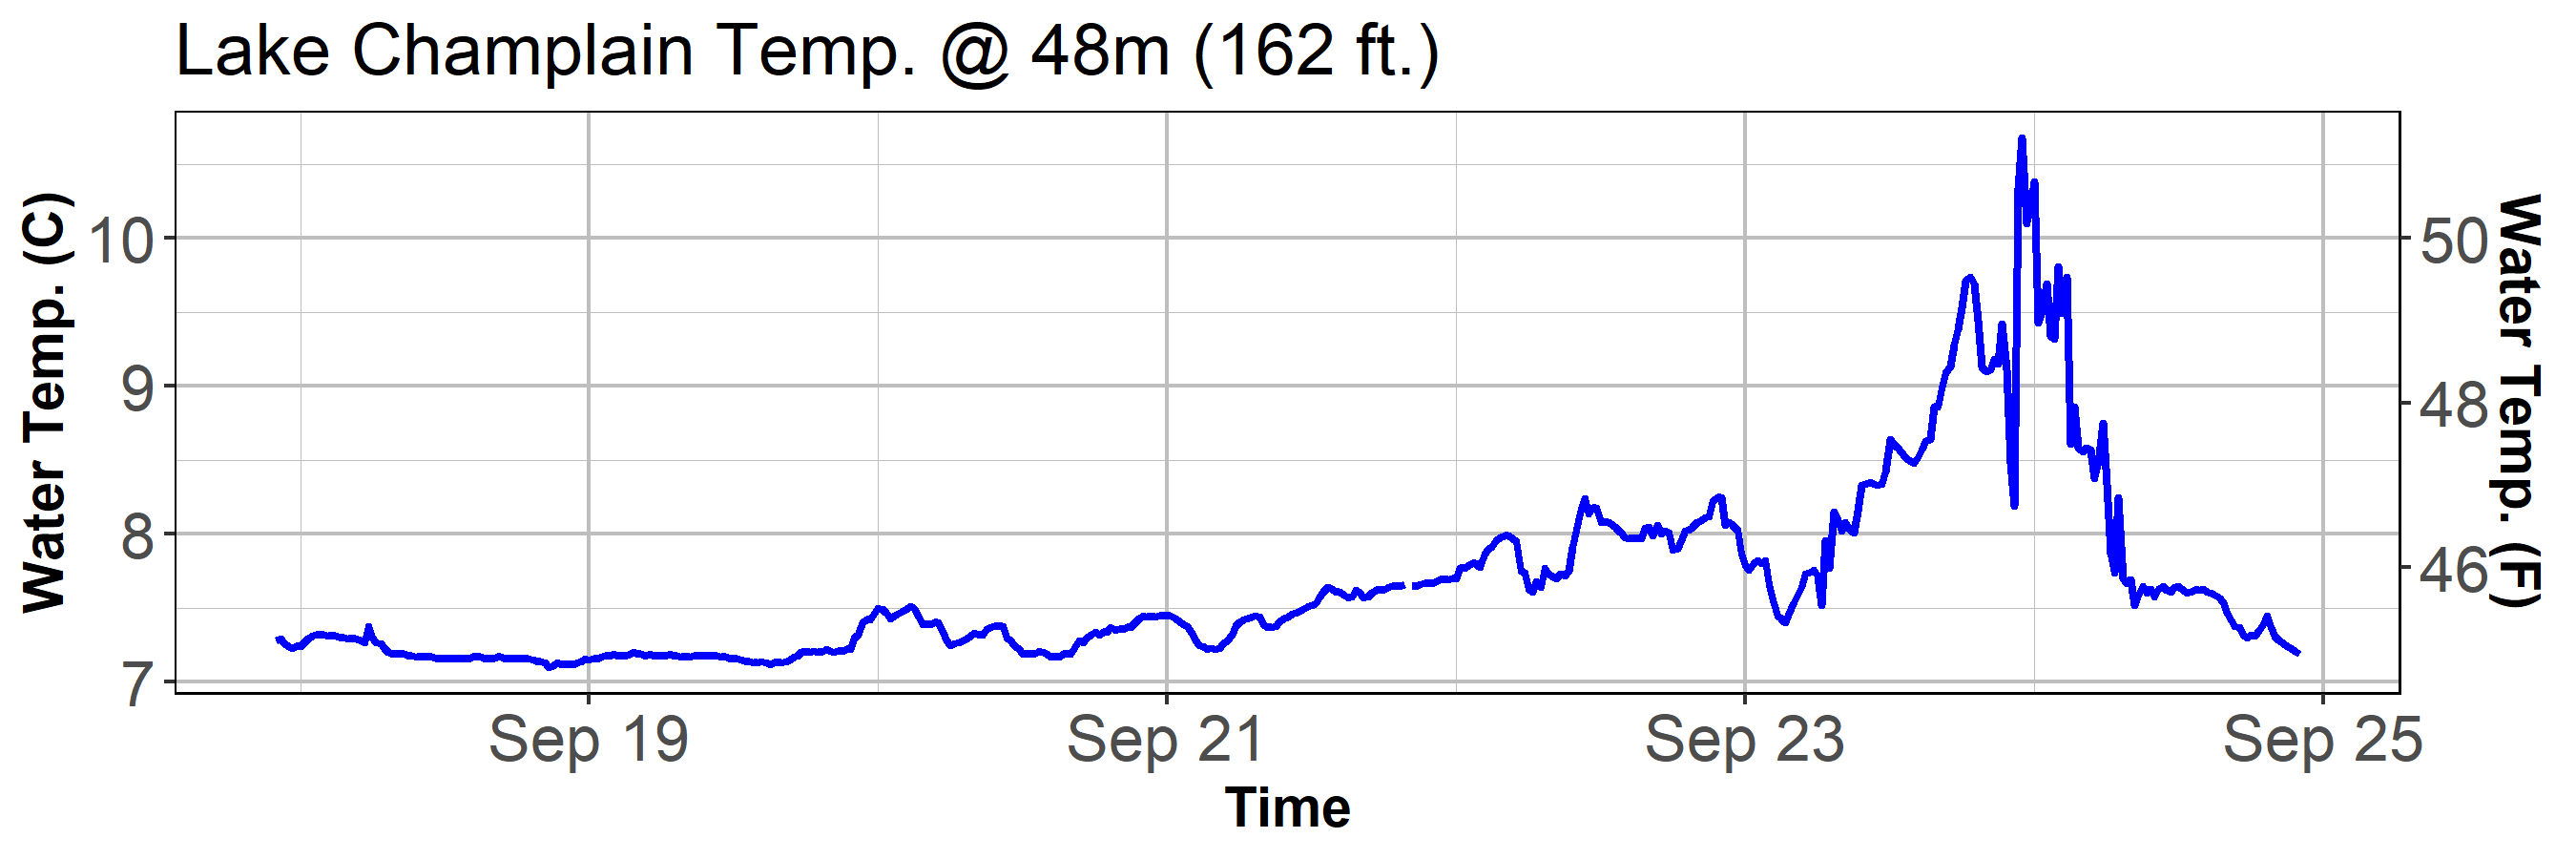 Lake Champlain Temp. @ 48m (162 ft.)
Water Temp. (C)
10
9
8
7
50
48
46
Water Temp. (F)
Sep 19
Sep 21
Sep 23
Sep 25
Time